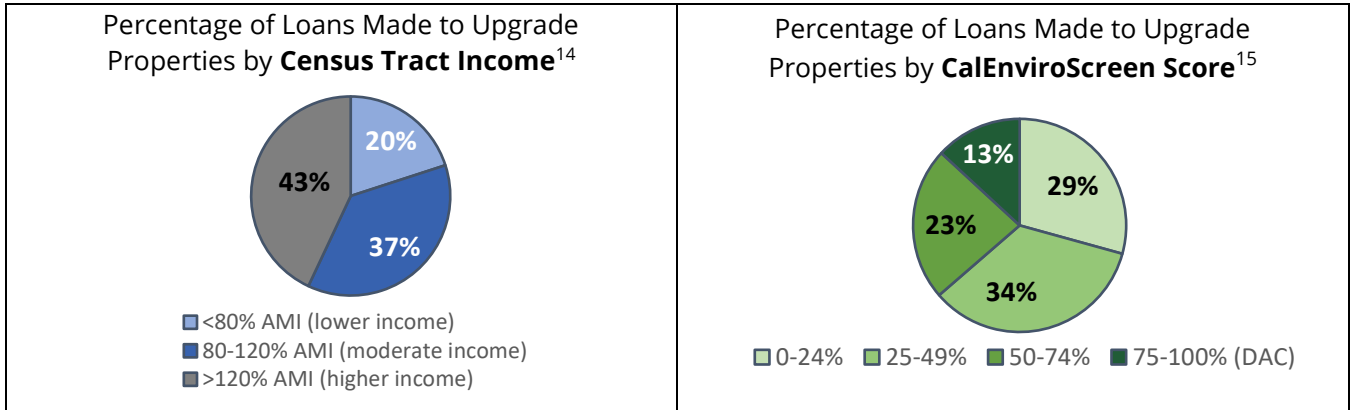 Percentage of Loans Made to Upgrade
Properties by Census Tract Income14
20%
43%
37%
<80% AMI (lower income)
80-120% AMI (moderate income)
>120% AMI (higher income)
Percentage of Loans Made to Upgrade
Properties by CalEnviroScreen Score15
13%
29%
23%
34%
0-24% 25-49% 50-74% 75-100% (DAC)